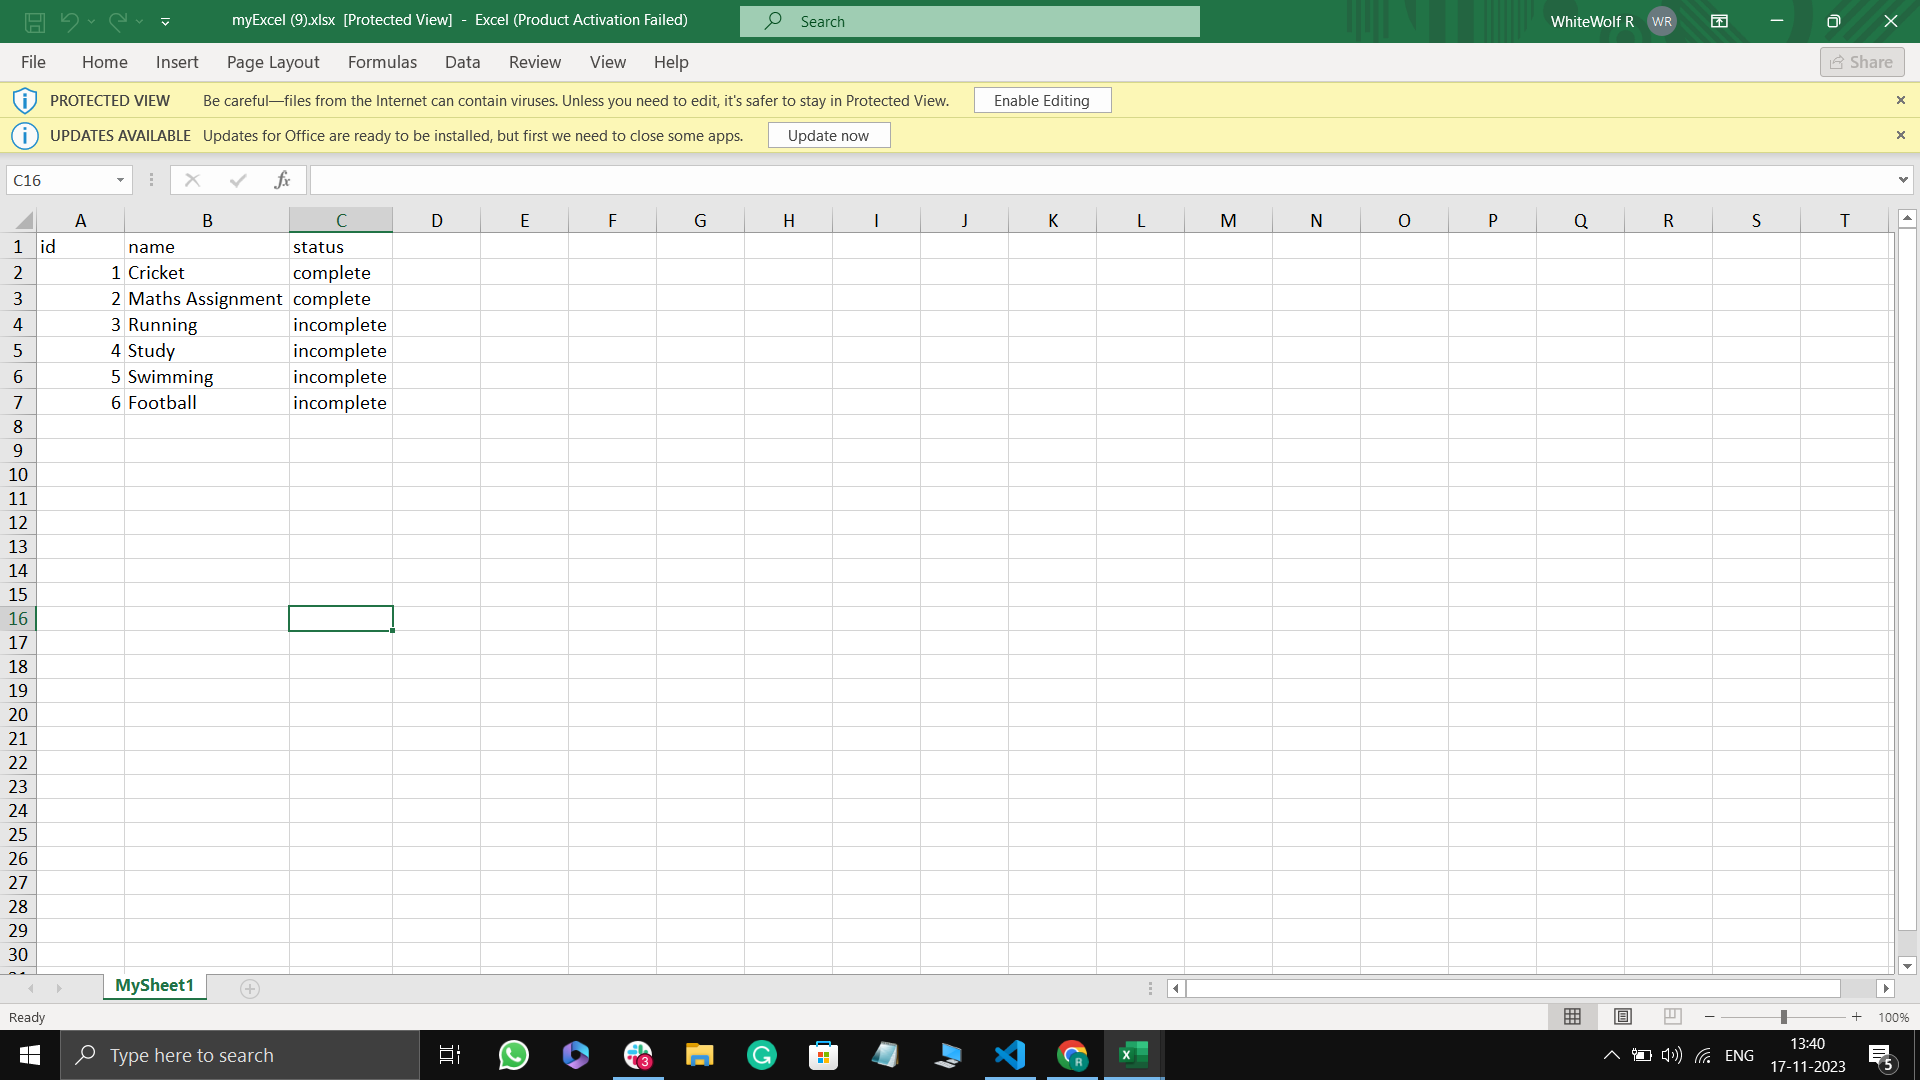 myExcel (9).xlsx  [Protected View]  -  Excel (Product Activation Failed)
Search
WhiteWolf R WR
File Home Insert Page Layout Formulas Data Review View Help Share
PROTECTED VIEW Be careful—files from the Internet can contain viruses. Unless you need to edit, it's safer to stay in Protected View. Enable Editing
UPDATES AVAILABLE Updates for Office are ready to be installed, but first we need to close some apps. Update now
C16 fx
A B C D E F G H I J K L M N O P Q R S T
1 id name status
2 1 Cricket complete
3 2 Maths Assignment complete
4 3 Running incomplete
5 4 Study incomplete
6 5 Swimming incomplete
7 6 Football incomplete
8
9
10
11
12
13
14
15
16
17
18
19
20
21
22
23
24
25
26
27
28
29
30
MySheet1
Ready 100%
Type here to search 3 R ENG 13:40 5
17-11-2023